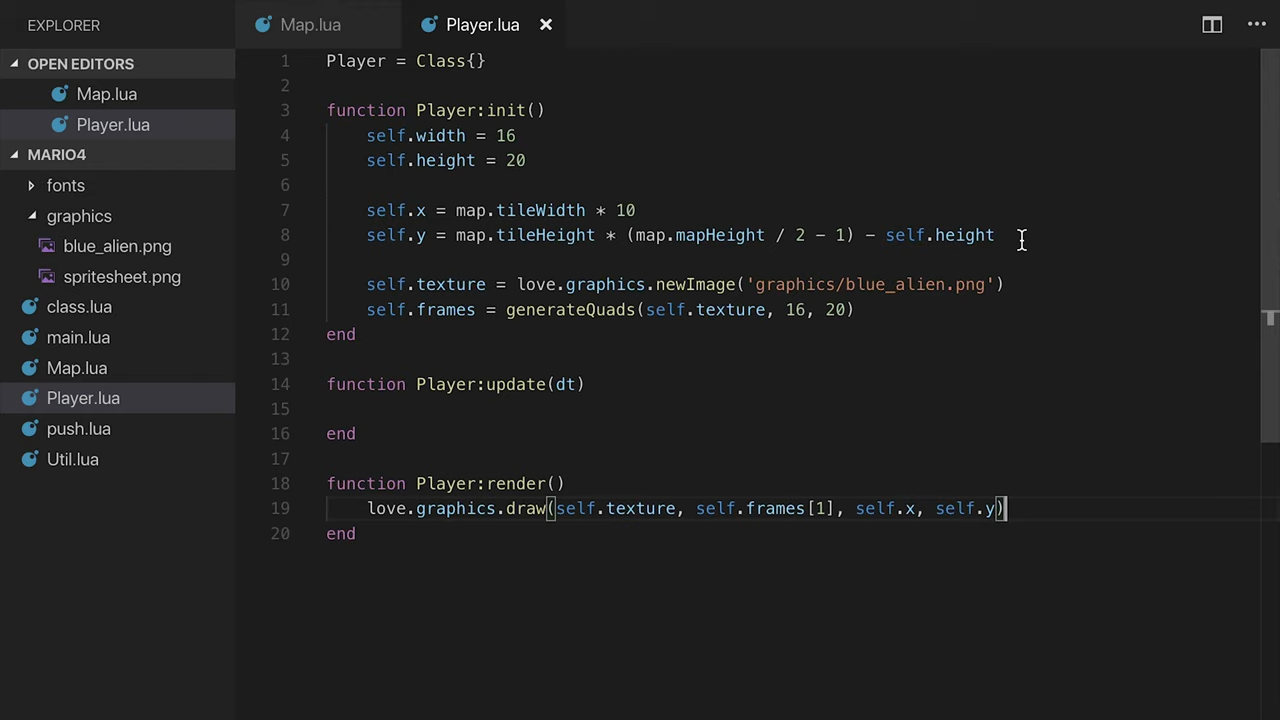 EXPLORER
OPEN EDITORS
Map.lua
Player.lua
MARIO4
fonts
graphics
blue_alien.png
spritesheet.png
class.lua
main.lua
Map.lua
Player.lua
push.lua
Util.lua
Map.lua Player.lua
1 Player = Class{}
2
3 function Player:init()
4     self.width = 16
5     self.height = 20
6
7     self.x = map.tileWidth * 10
8     self.y = map.tileHeight * (map.mapHeight / 2 - 1) - self.height
9
10     self.texture = love.graphics.newImage('graphics/blue_alien.png')
11     self.frames = generateQuads(self.texture, 16, 20)
12 end
13
14 function Player:update(dt)
15
16 end
17
18 function Player:render()
19     love.graphics.draw(self.texture, self.frames[1], self.x, self.y)
20 end